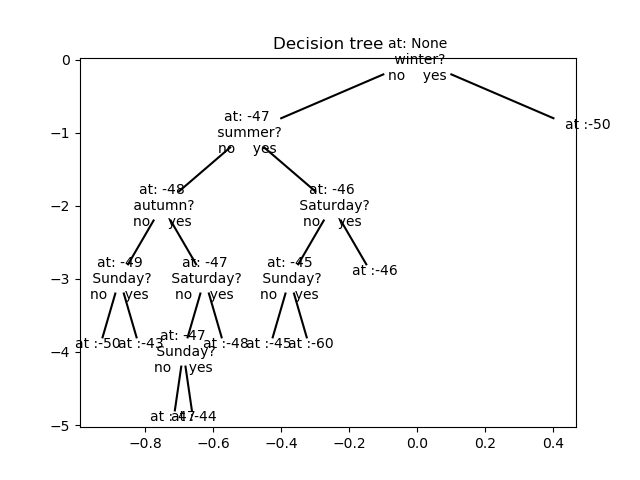 Decision tree
at: None
winter?
no yes
0
at: -47
summer?
no yes
at :-50
−1
at: -48
autumn?
no yes
at: -46
Saturday?
no yes
−2
at: -49
Sunday?
no yes
at: -47
Saturday?
no yes
at: -45
Sunday?
no yes
at :-46
−3
at :-50
at :-43
at: -47
Sunday?
no yes
at :-48
at :-45
at :-60
−4
at :-47
at :-44
−5
−0.8 −0.6 −0.4 −0.2 0.0 0.2 0.4